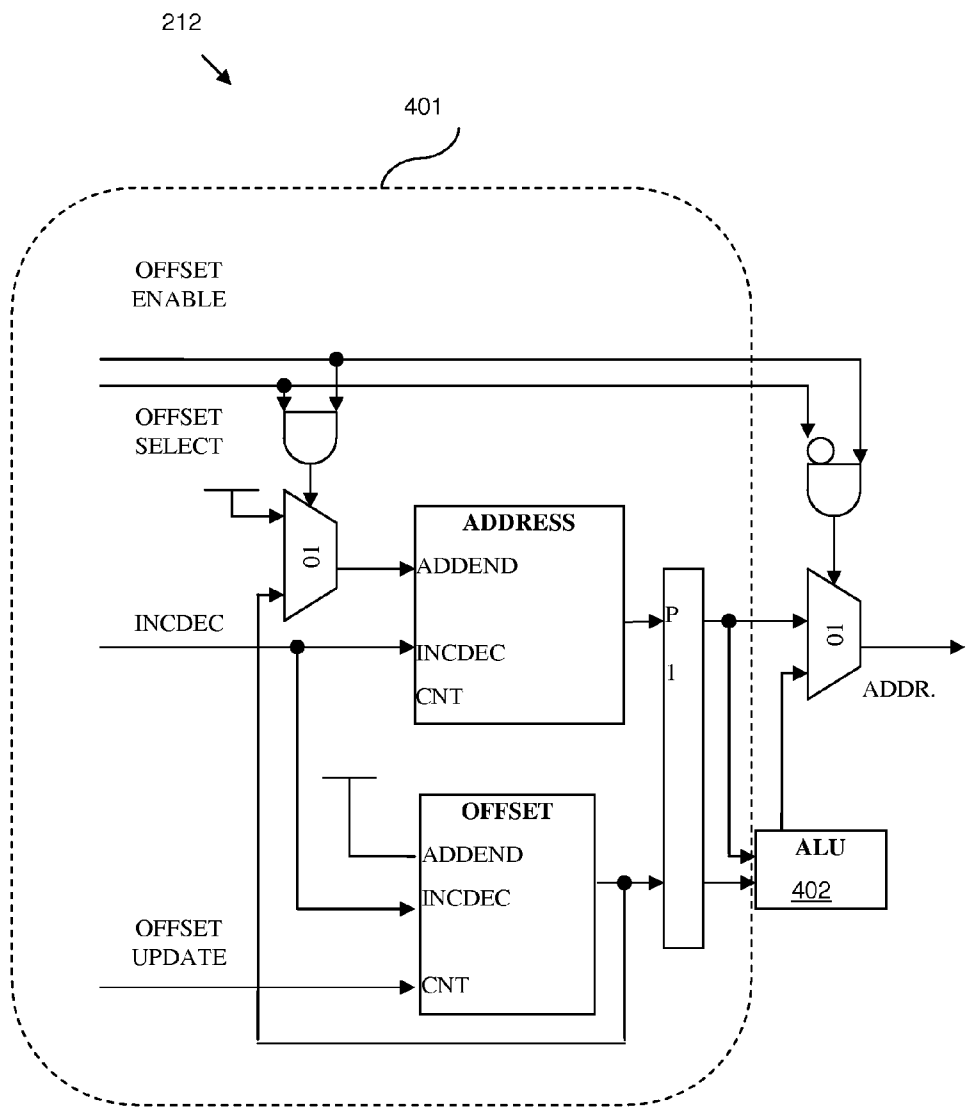 212
401
OFFSET
ENABLE
OFFSET
SELECT
01
ADDRESS
ADDEND
INCDEC
INCDEC
CNT
P
1
01
ADDR.
OFFSET
ADDEND
INCDEC
CNT
OFFSET
UPDATE
ALU
402